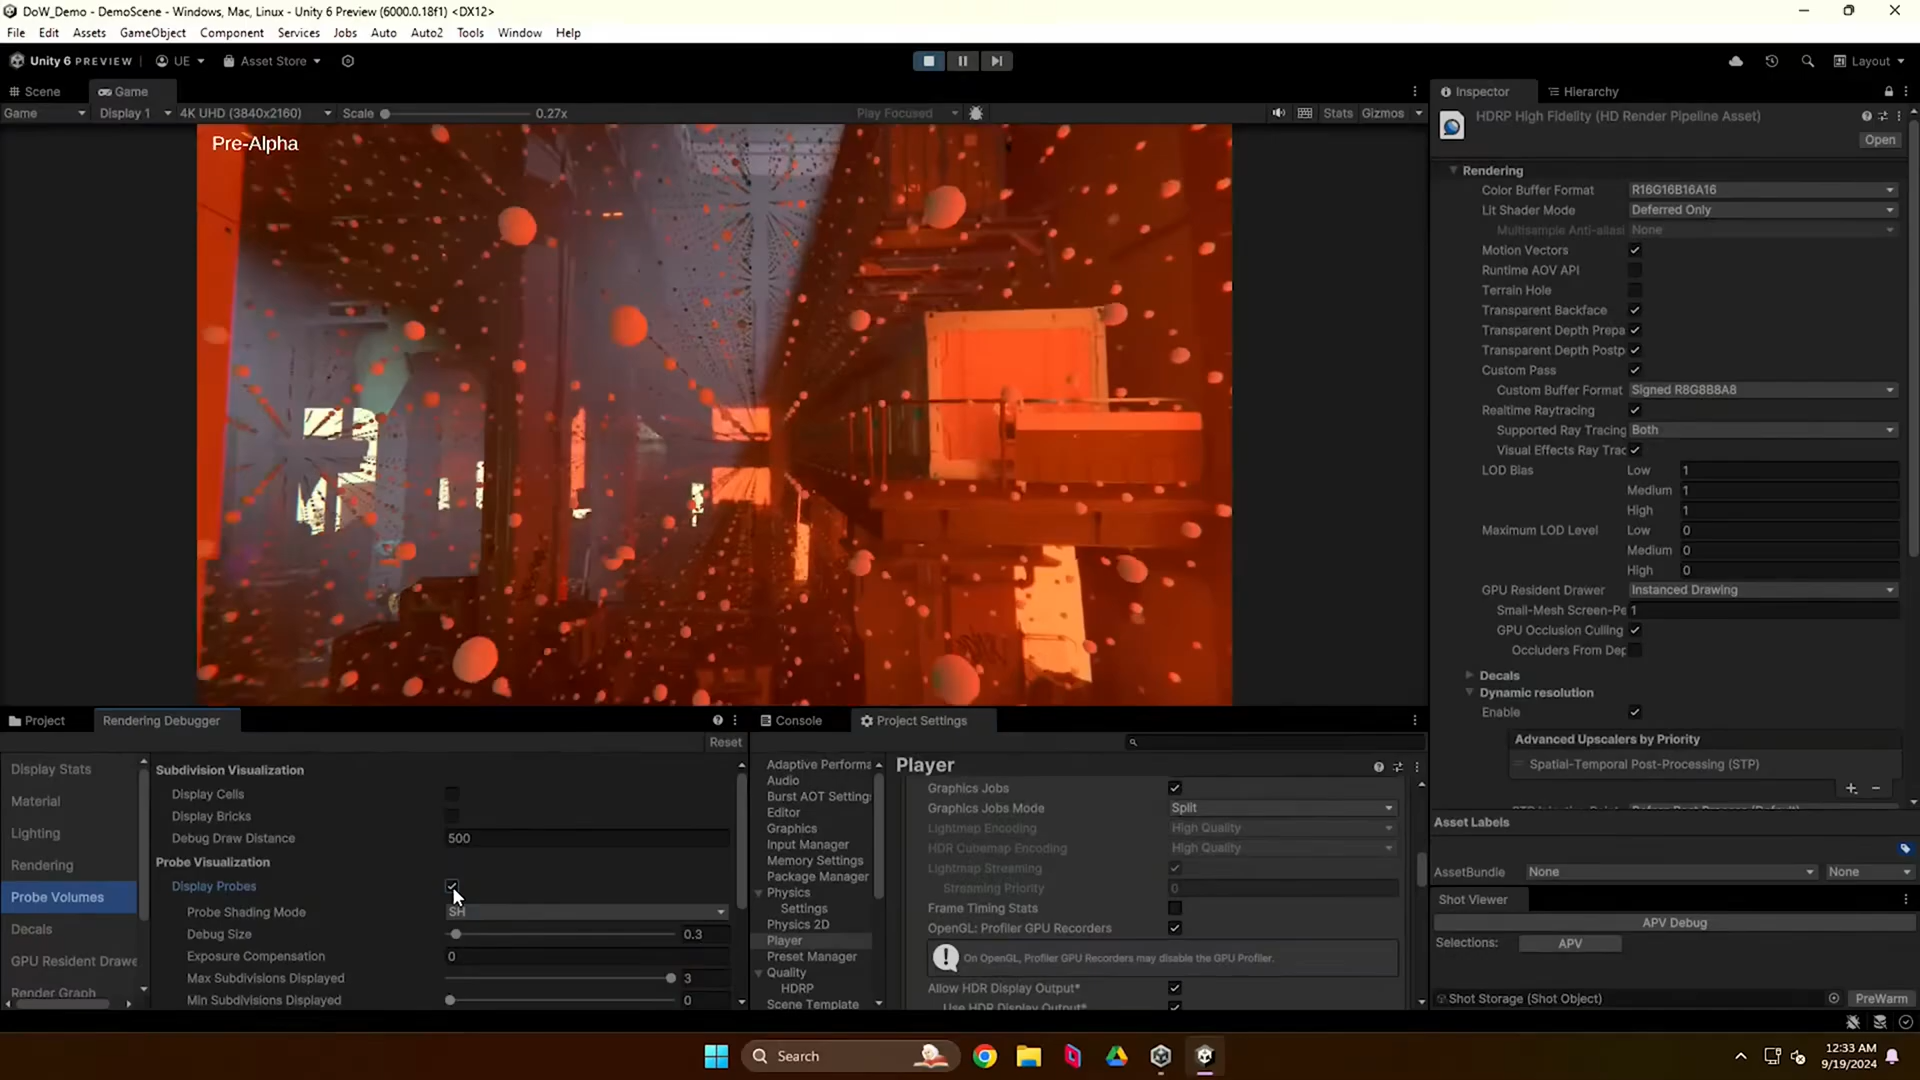 DoW_Demo - DemoScene - Windows, Mac, Linux - Unity 6 Preview (6000.0.18f1) <DX12>
File Edit Assets GameObject Component Services Jobs Auto Auto2 Tools Window Help
Unity 6 PREVIEW UE Asset Store Layout
Scene Game Inspector Hierarchy
Game Display 1 4K UHD (3840x2160) Scale 0.27x Play Focused Stats Gizmos
HDRP High Fidelity (HD Render Pipeline Asset)
Open
Pre-Alpha
Rendering
Color Buffer Format R16G16B16A16
Lit Shader Mode Deferred Only
Multisample Anti-alias None
Motion Vectors
Runtime AOV API
Terrain Hole
Transparent Backface
Transparent Depth Prepa
Transparent Depth Postp
Custom Pass
Custom Buffer Format Signed R8G8B8A8
Realtime Raytracing
Supported Ray Tracing Both
Visual Effects Ray Trac
LOD Bias Low 1
Medium 1
High 1
Maximum LOD Level Low 0
Medium 0
High 0
GPU Resident Drawer Instanced Drawing
Small-Mesh Screen-Pe 1
GPU Occlusion Culling
Occluders From Dep
Decals
Dynamic resolution
Enable
Advanced Upscalers by Priority
Spatial-Temporal Post-Processing (STP)
Asset Labels
AssetBundle None None
Shot Viewer
APV Debug
Selections: APV
Shot Storage (Shot Object) PreWarm
Project Rendering Debugger
Reset
Display Stats
Material
Lighting
Rendering
Probe Volumes
Decals
GPU Resident Drawe
Render Graph
Subdivision Visualization
Display Cells
Display Bricks
Debug Draw Distance 500
Probe Visualization
Display Probes
Probe Shading Mode SH
Debug Size 0.3
Exposure Compensation 0
Max Subdivisions Displayed 3
Min Subdivisions Displayed 0
Console Project Settings
Adaptive Performa
Audio
Burst AOT Setting
Editor
Graphics
Input Manager
Memory Settings
Package Manager
Physics
Settings
Physics 2D
Player
Preset Manager
Quality
HDRP
Scene Template
Player
Graphics Jobs
Graphics Jobs Mode Split
Lightmap Encoding High Quality
HDR Cubemap Encoding High Quality
Lightmap Streaming
Streaming Priority 0
Frame Timing Stats
OpenGL: Profiler GPU Recorders
On OpenGL, Profiler GPU Recorders may disable the GPU Profiler.
Allow HDR Display Output*
Use HDR Display Output*
Search
12:33 AM
9/19/2024